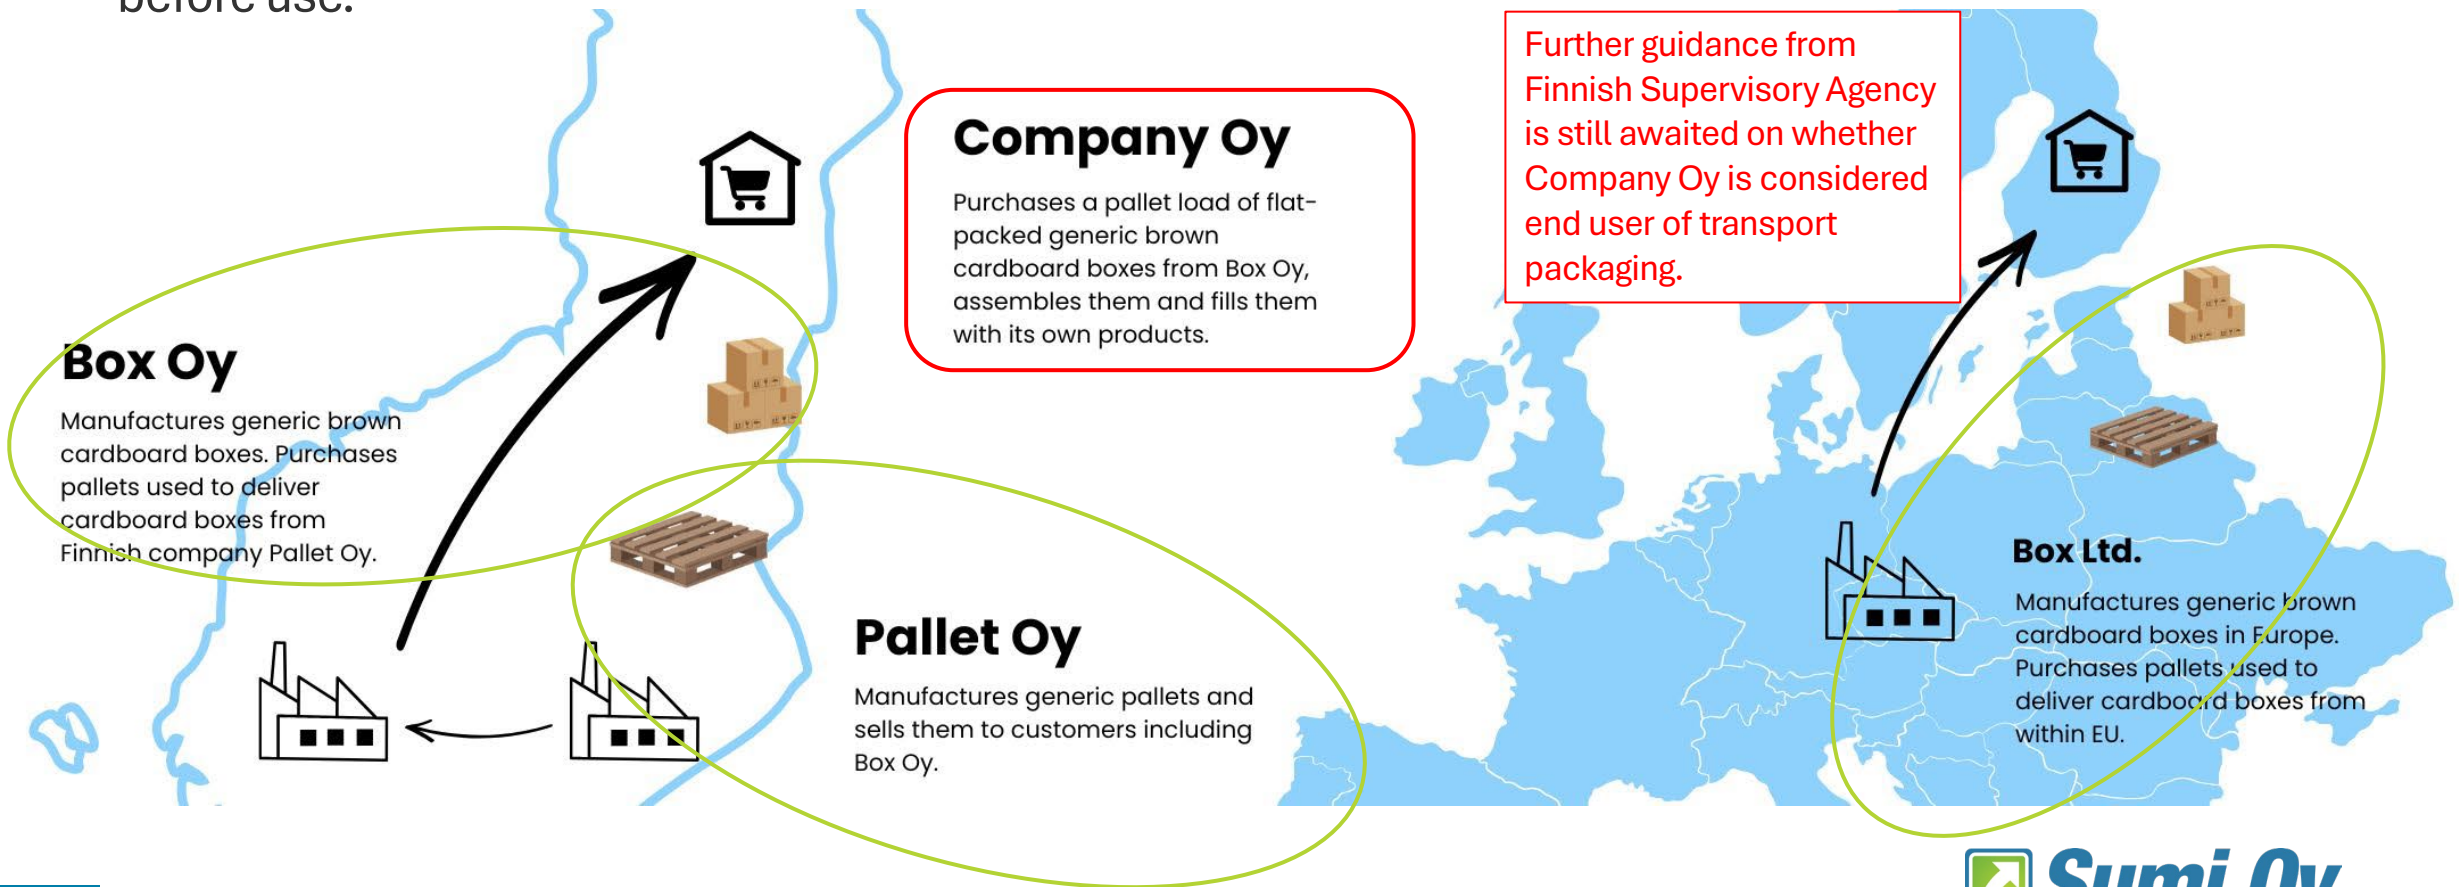 before use.
Company Oy
Purchases a pallet load of flat-
packed generic brown
cardboard boxes from Box Oy,
assembles them and fills them
with its own products.
Further guidance from
Finnish Supervisory Agency
is still awaited on whether
Company Oy is considered
end user of transport
packaging.
Box Oy
Manufactures generic brown
cardboard boxes. Purchases
pallets used to deliver
cardboard boxes from
Finnish company Pallet Oy.
Pallet Oy
Manufactures generic pallets and
sells them to customers including
Box Oy.
Box Ltd.
Manufactures generic brown
cardboard boxes in Europe.
Purchases pallets used to
deliver cardboard boxes from
within EU.
Sumi Oy